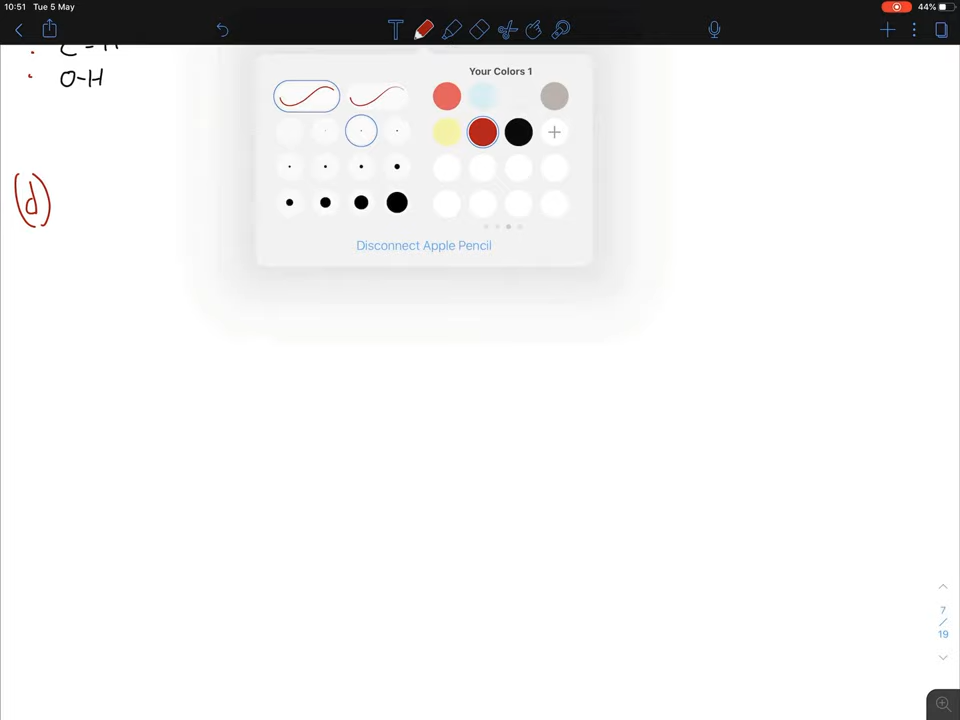 10:51 Tue 5 May
44%
T
C-H
O-H
(d)
Your Colors 1
Disconnect Apple Pencil
7
/
19